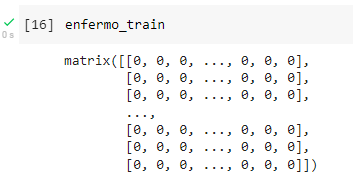 [16] enfermo_train
0 s
matrix([[0, 0, 0, ..., 0, 0, 0],
[0, 0, 0, ..., 0, 0, 0],
[0, 0, 0, ..., 0, 0, 0],
...,
[0, 0, 0, ..., 0, 0, 0],
[0, 0, 0, ..., 0, 0, 0],
[0, 0, 0, ..., 0, 0, 0]])